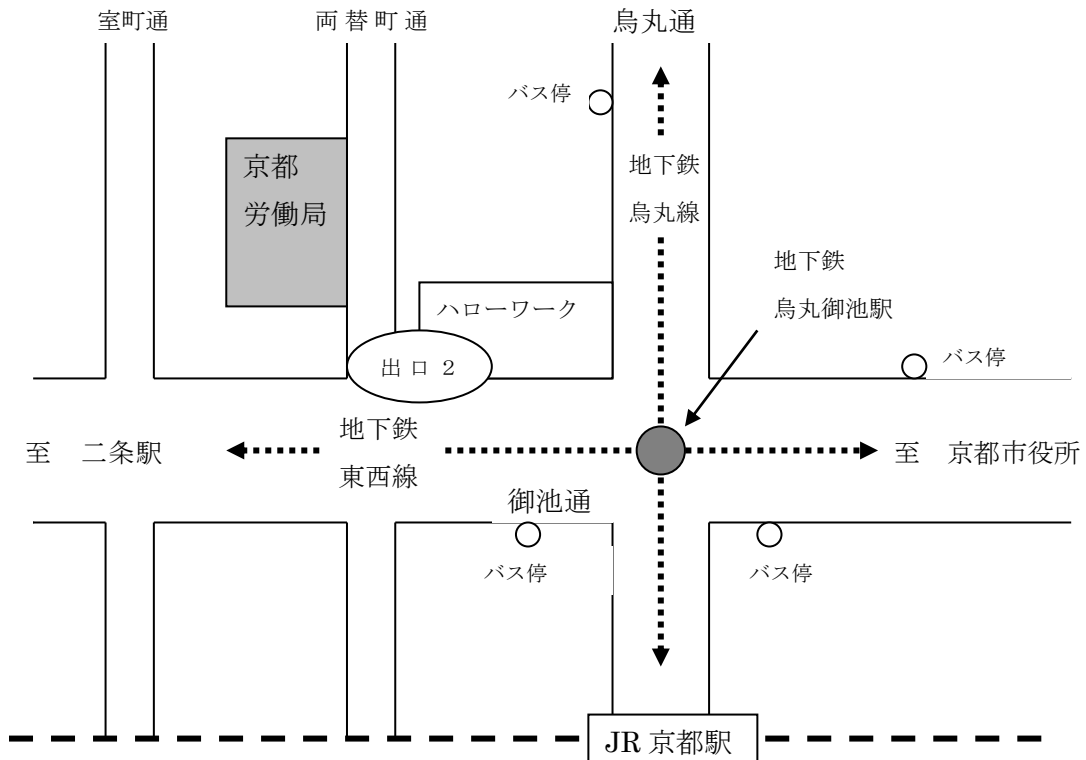 室町通
両替町通
烏丸通
バス停
京都
労働局
地下鉄
烏丸線
地下鉄
烏丸御池駅
ハローワーク
出口 2
バス停
地下鉄
東西線
至 二条駅
至 京都市役所
御池通
バス停
バス停
JR 京都駅